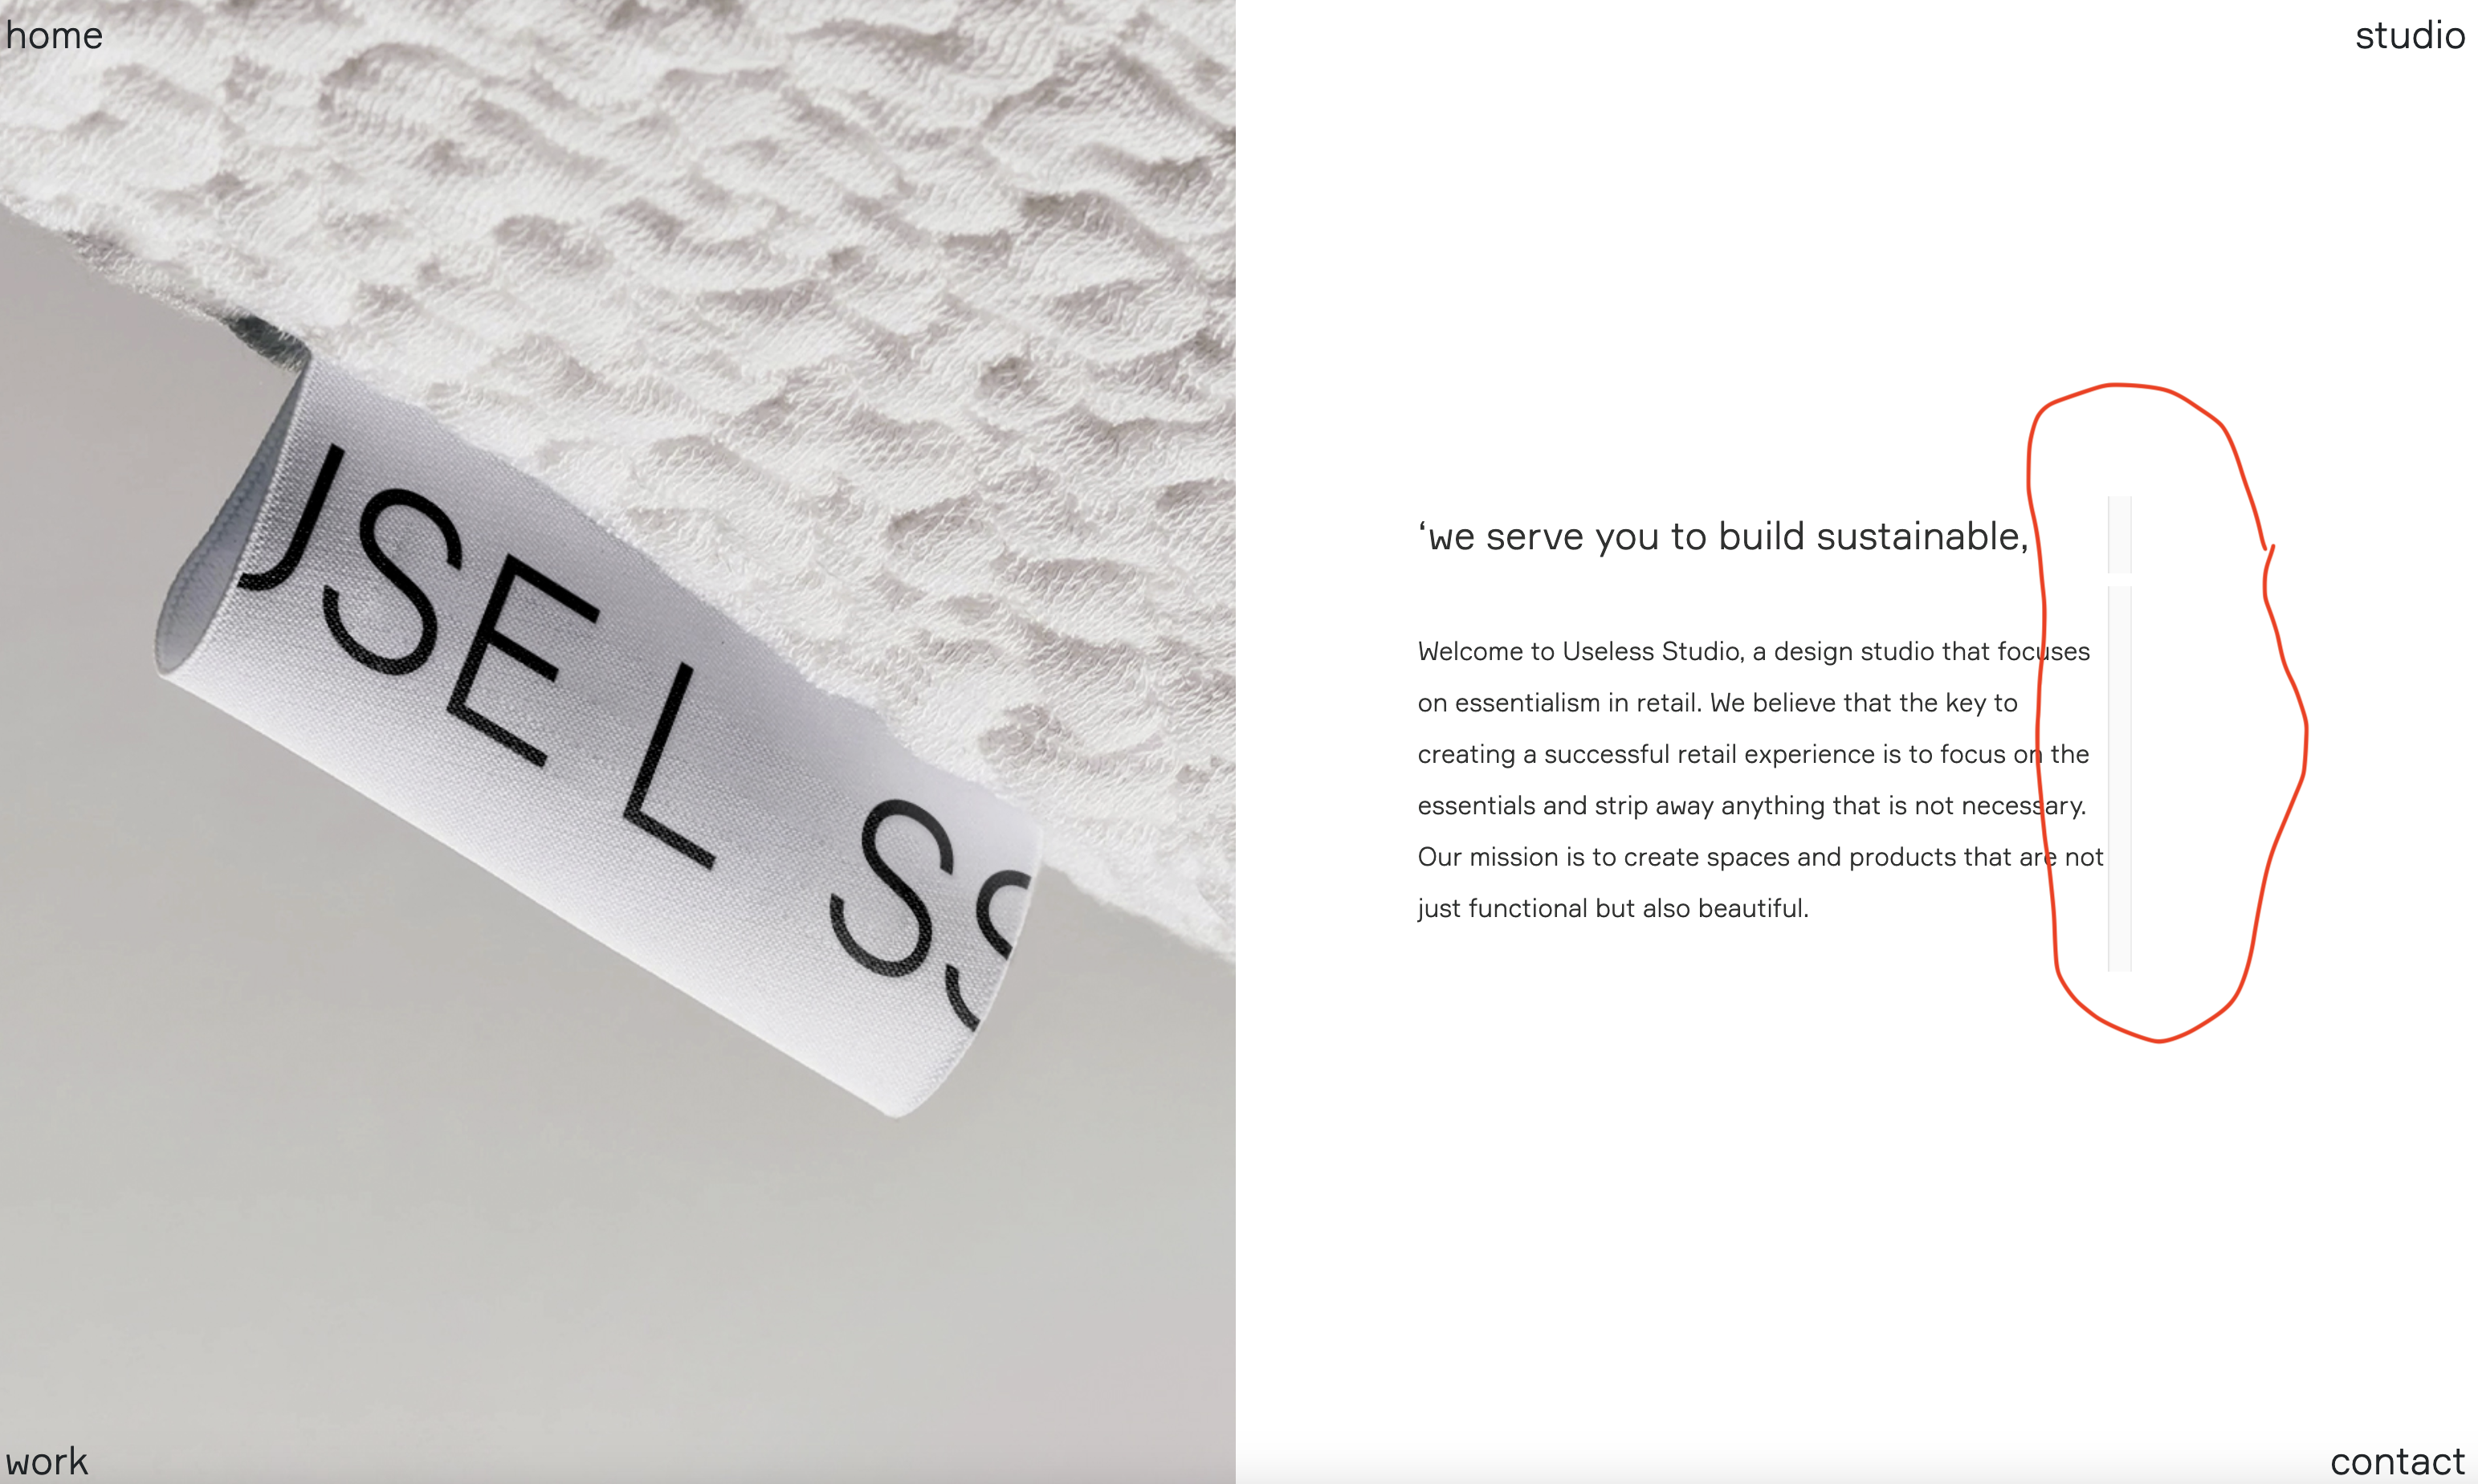 home
studio
USE L SS
‘we serve you to build sustainable,
Welcome to Useless Studio, a design studio that focuses
on essentialism in retail. We believe that the key to
creating a successful retail experience is to focus on the
essentials and strip away anything that is not necessary.
Our mission is to create spaces and products that are not
just functional but also beautiful.
work
contact